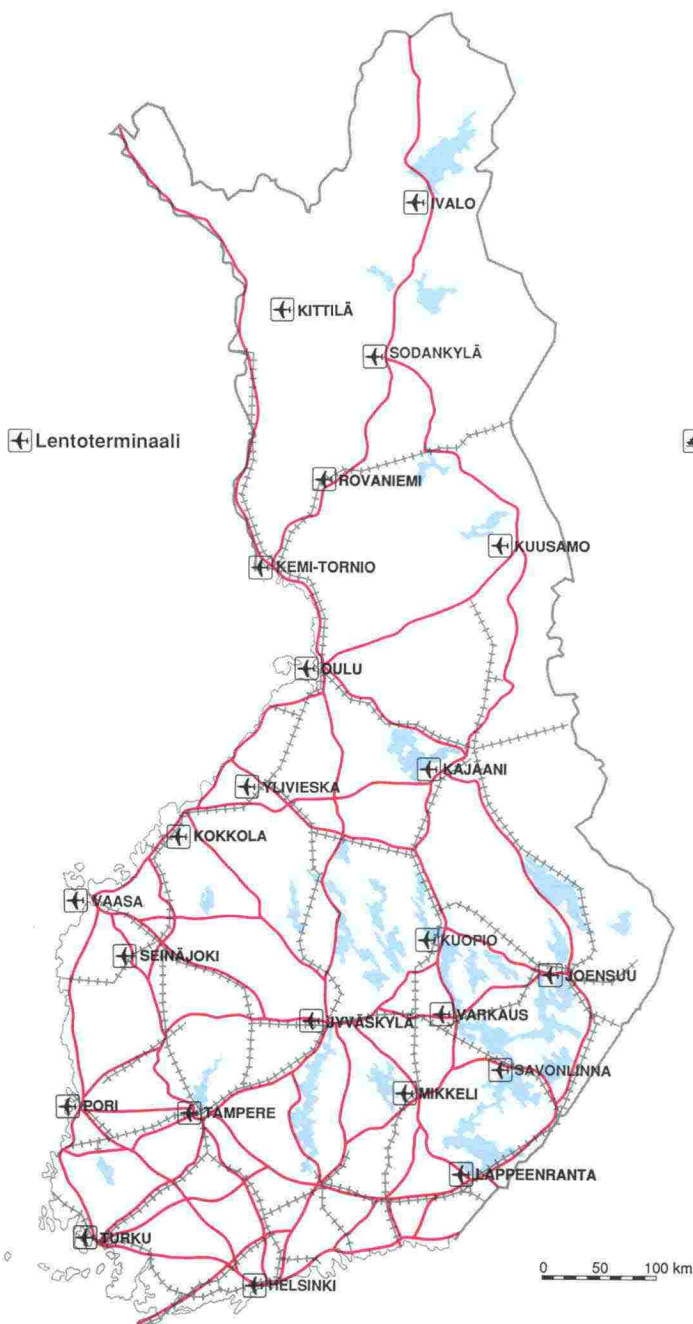 IVALO
KITTILÄ
SODANKYLÄ
Lentoterminaali
ROVANIEMI
KUUSAMO
KEMI-TORNIO
OULU
KAJAANI
YLIVIESKA
KOKKOLA
VAASA
KUOPIO
SEINÄJOKI
JOENSUU
VARKAUS
JYVÄSKYLÄ
SAVONLINNA
MIKKELI
PORI
TAMPERE
LAPPEENRANTA
TURKU
HELSINKI
0 50 100 km